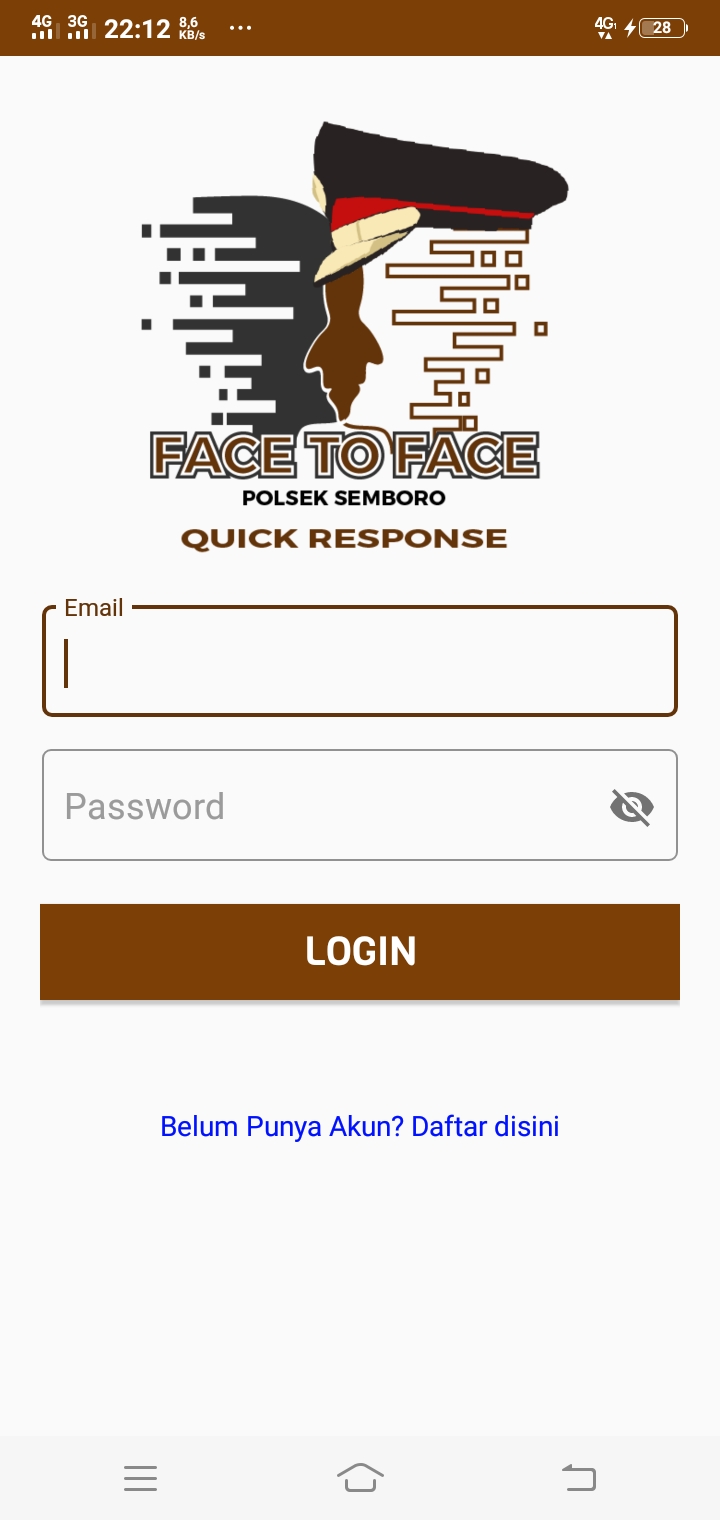 4G 3G 22:12 8,6 KB/s ... 4G 28
FACE TO FACE
POLSEK SEMBORO
QUICK RESPONSE
Email
Password
LOGIN
Belum Punya Akun? Daftar disini